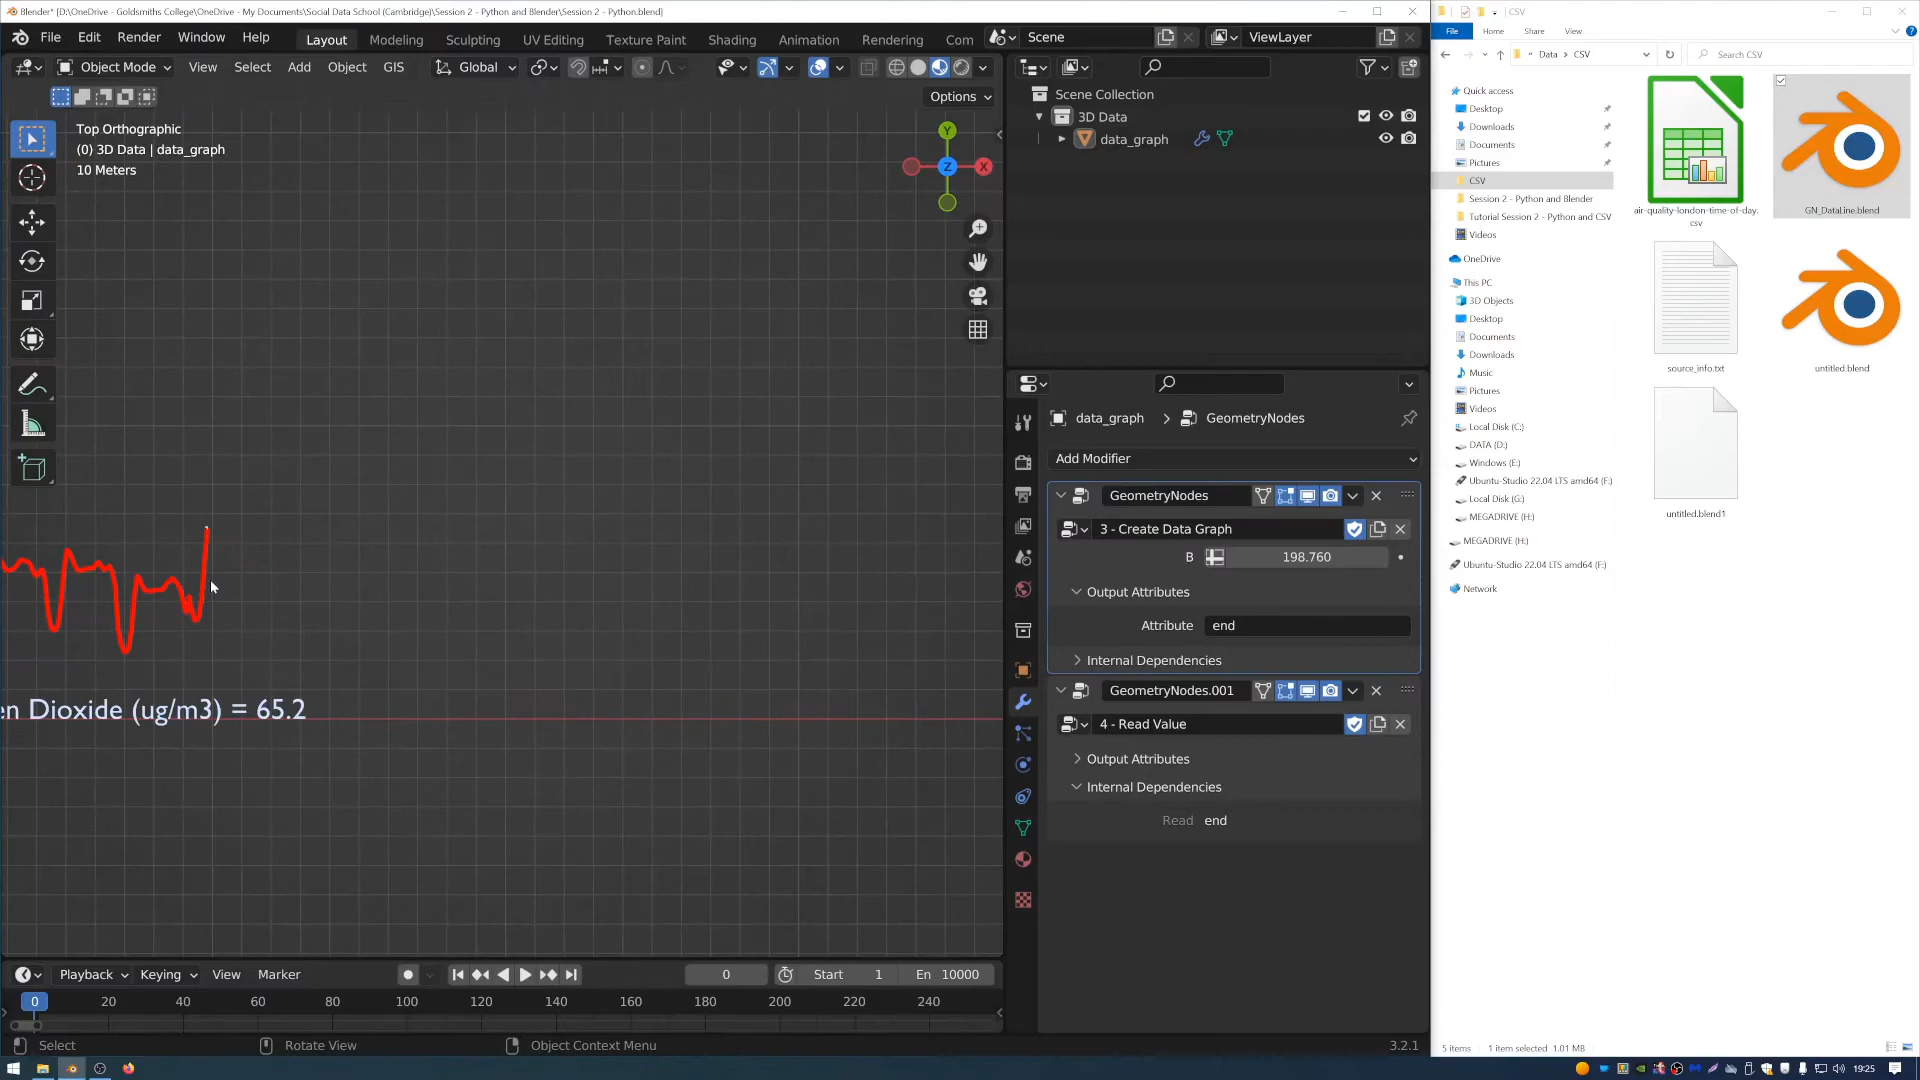 Blender* [D:\OneDrive - Goldsmiths College\OneDrive - My Documents\Social Data School (Cambridge)\Session 2 - Python and Blender\Session 2 - Python.blend]
CSV
File Edit Render Window Help
Layout Modeling Sculpting UV Editing Texture Paint Shading Animation Rendering Com
Scene
ViewLayer
File Home Share View
Object Mode View Select Add Object GIS
Global
Data > CSV
Search CSV
Options
Top Orthographic
(0) 3D Data | data_graph
10 Meters
Y
Z
X
en Dioxide (ug/m3) = 65.2
Scene Collection
3D Data
data_graph
data_graph > GeometryNodes
Add Modifier
GeometryNodes
3 - Create Data Graph
B 198.760
Output Attributes
Attribute end
Internal Dependencies
GeometryNodes.001
4 - Read Value
Output Attributes
Internal Dependencies
Read end
Playback Keying View Marker
0
Start 1
En 10000
0 20 40 60 80 100 120 140 160 180 200 220 240
Select
Rotate View
Object Context Menu
3.2.1
Quick access
Desktop
Downloads
Documents
Pictures
CSV
Session 2 - Python and Blender
Tutorial Session 2 - Python and CSV
Videos
OneDrive
This PC
3D Objects
Desktop
Documents
Downloads
Music
Pictures
Videos
Local Disk (C:)
DATA (D:)
Windows (E:)
Ubuntu-Studio 22.04 LTS amd64 (F:)
Local Disk (G:)
MEGADRIVE (H:)
MEGADRIVE (H:)
Ubuntu-Studio 22.04 LTS amd64 (F:)
Network
air-quality-london-time-of-day.
csv
GN_DataLine.blend
source_info.txt
untitled.blend
untitled.blend1
5 items
1 item selected 1.01 MB
19:25